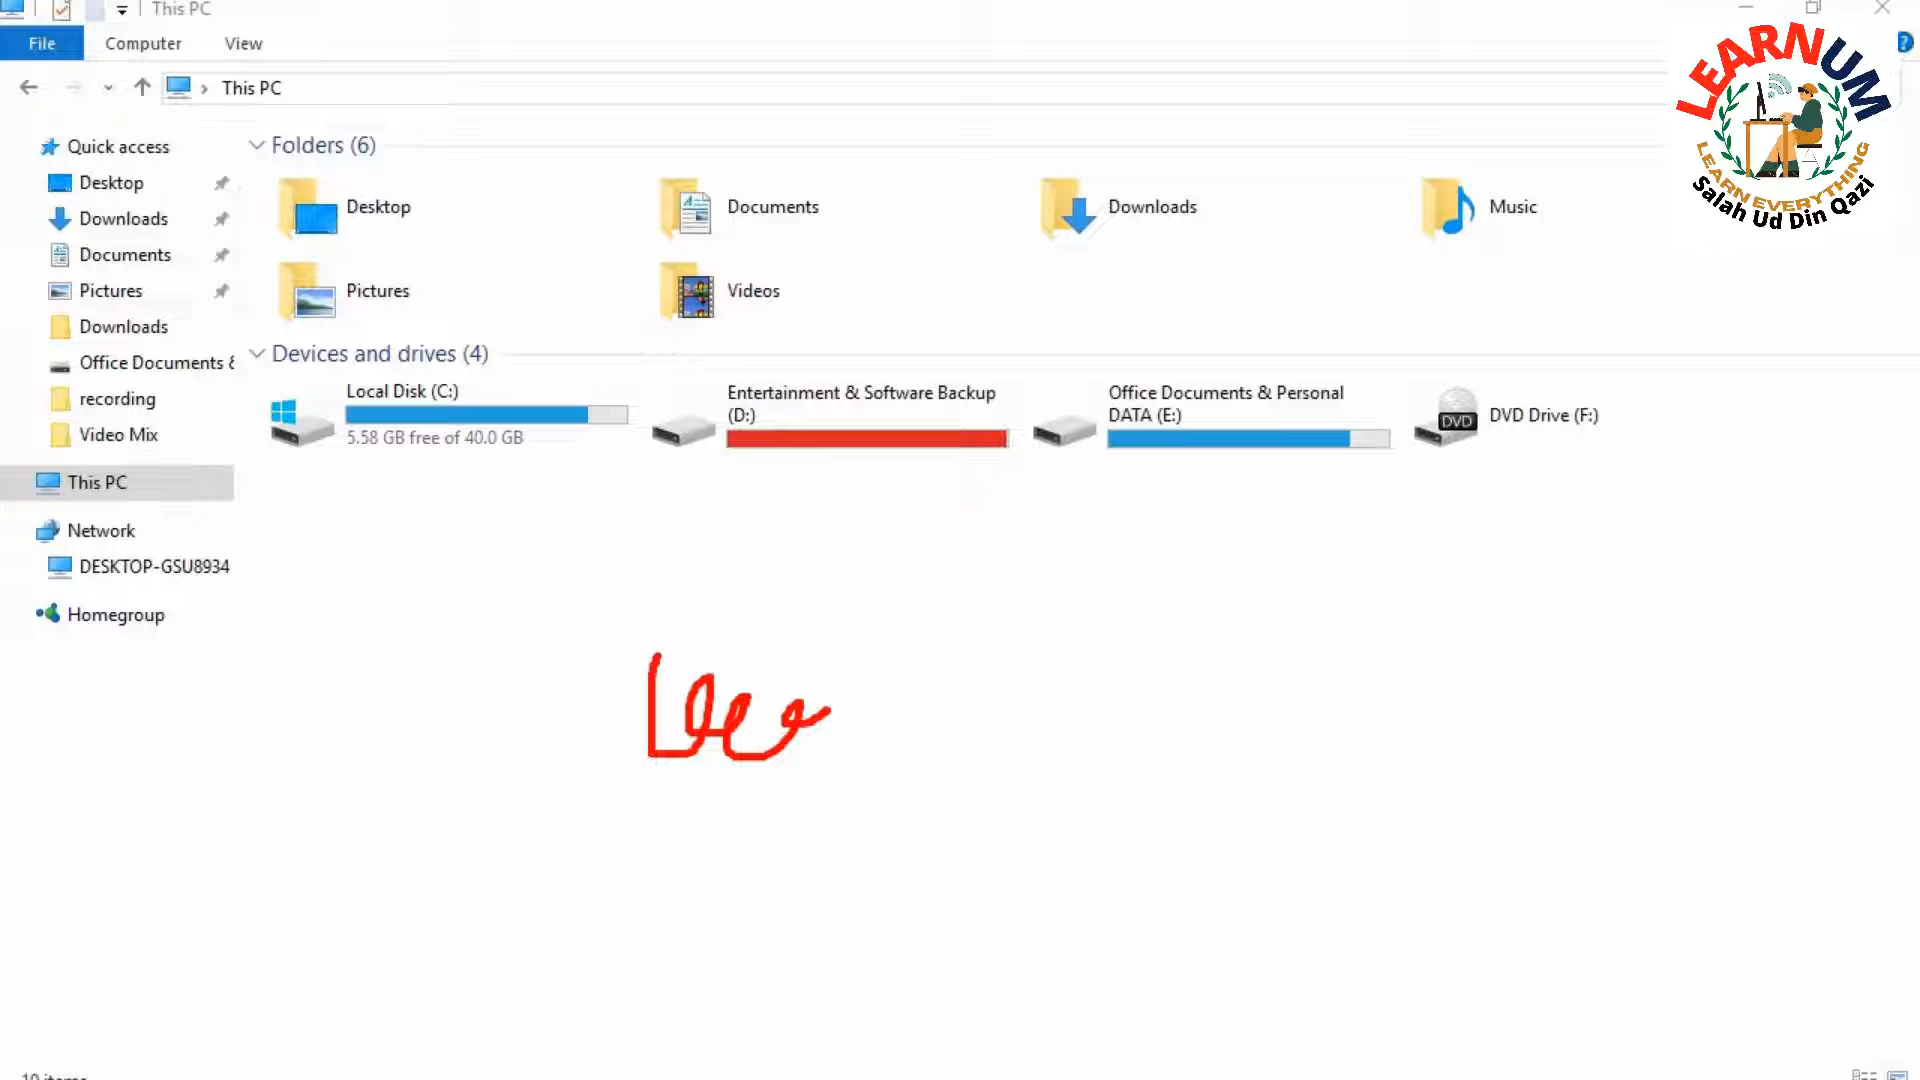 This PC
File Computer View
This PC
Quick access
Desktop
Downloads
Documents
Pictures
Downloads
Office Documents &
recording
Video Mix
This PC
Network
DESKTOP-GSU8934
Homegroup
Folders (6)
Desktop
Documents
Downloads
Music
Pictures
Videos
Devices and drives (4)
Local Disk (C:)
5.58 GB free of 40.0 GB
Entertainment & Software Backup
(D:)
Office Documents & Personal
DATA (E:)
DVD
DVD Drive (F:)
LEARNUM
LEARN EVERYTHING
Salah Ud Din Qazi